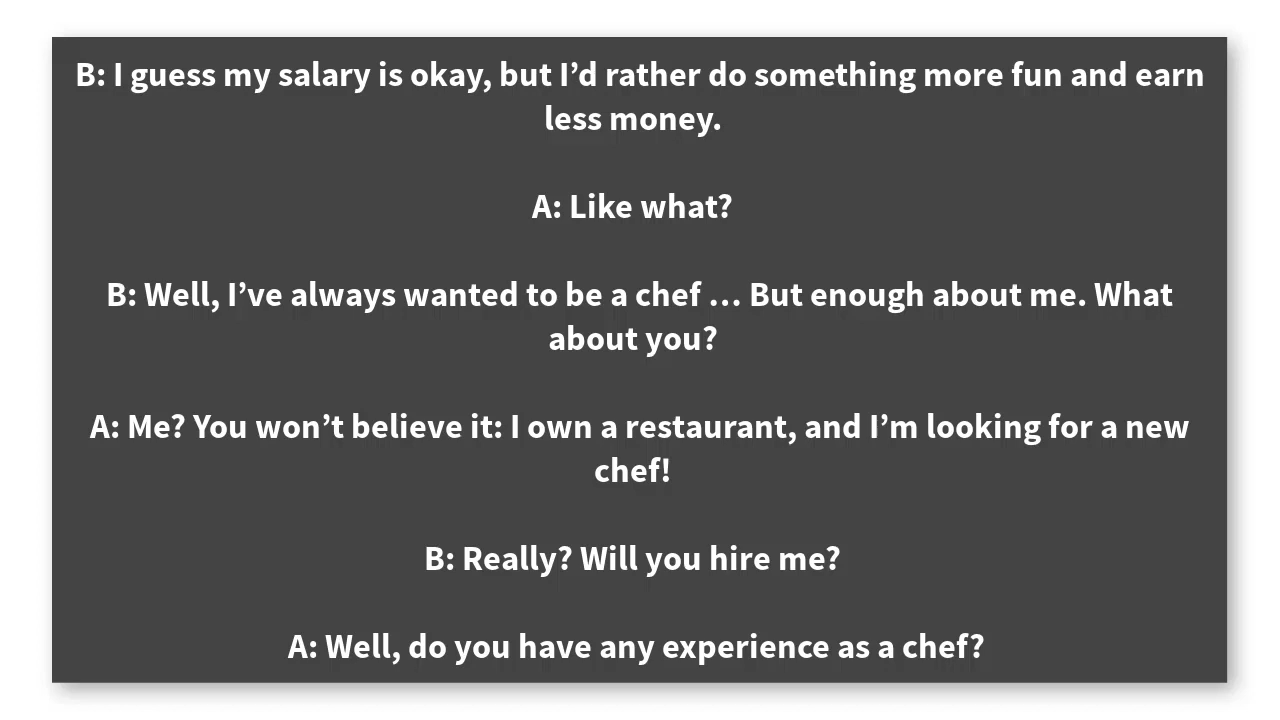 B: I guess my salary is okay, but I’d rather do something more fun and earn
less money.
A: Like what?
B: Well, I’ve always wanted to be a chef … But enough about me. What
about you?
A: Me? You won’t believe it: I own a restaurant, and I’m looking for a new
chef!
B: Really? Will you hire me?
A: Well, do you have any experience as a chef?